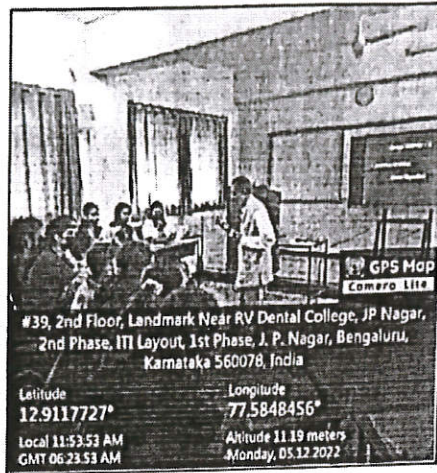 GPS Map
Camera Lite
#39, 2nd Floor, Landmark Near RV Dental College, JP Nagar,
2nd Phase, ITI Layout, 1st Phase, J. P. Nagar, Bengaluru,
Karnataka 560078, India
Latitude
12.9117727°
Longitude
77.5848456°
Local 11:53:53 AM
GMT 06:23:53 AM
Altitude 11.19 meters
Monday, 05.12.2022